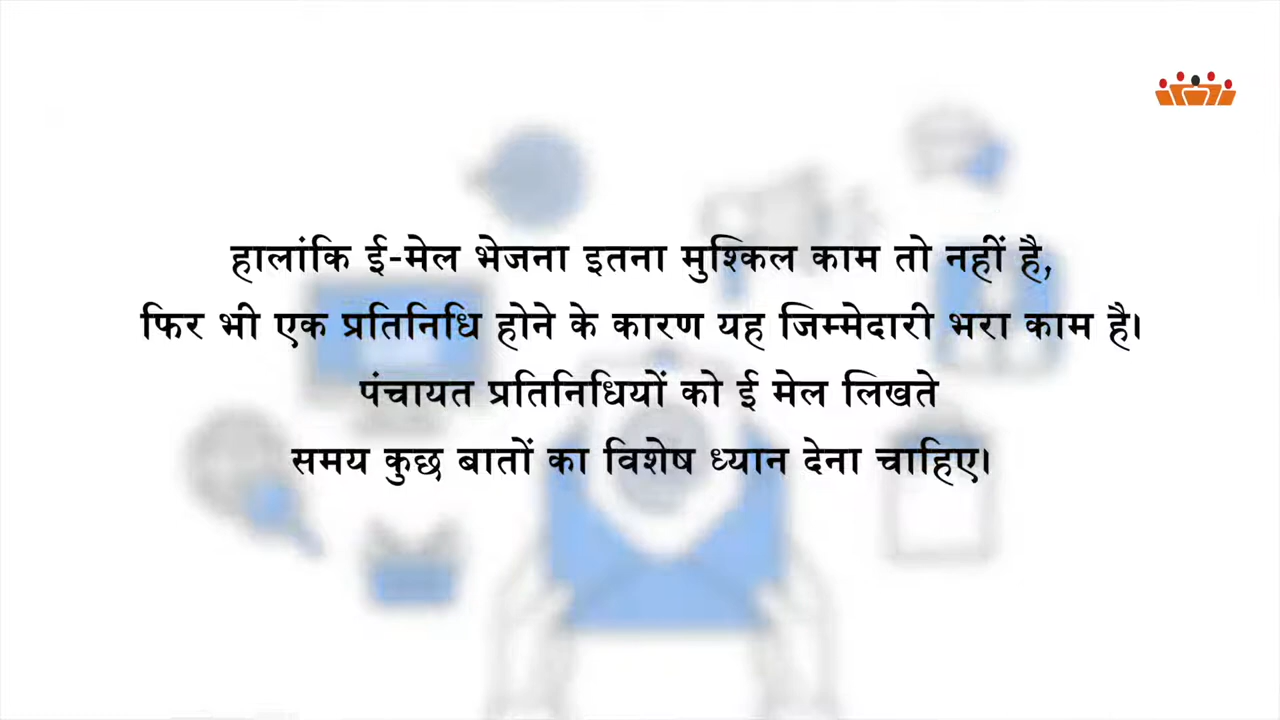 हालांकि ई-मेल भेजना इतना मुश्किल काम तो नहीं है,
फिर भी एक प्रतिनिधि होने के कारण यह जिम्मेदारी भरा काम है।
पंचायत प्रतिनिधियों को ई मेल लिखते
समय कुछ बातों का विशेष ध्यान देना चाहिए।